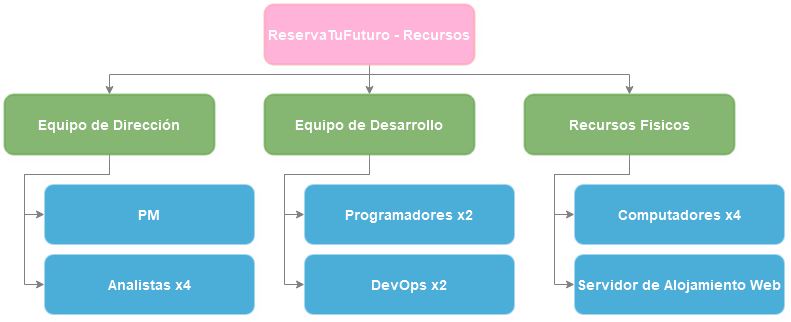 ReservaTuFuturo - Recursos
Equipo de Dirección
Equipo de Desarrollo
Recursos Fisicos
PM
Programadores x2
Computadores x4
Analistas x4
DevOps x2
Servidor de Alojamiento Web